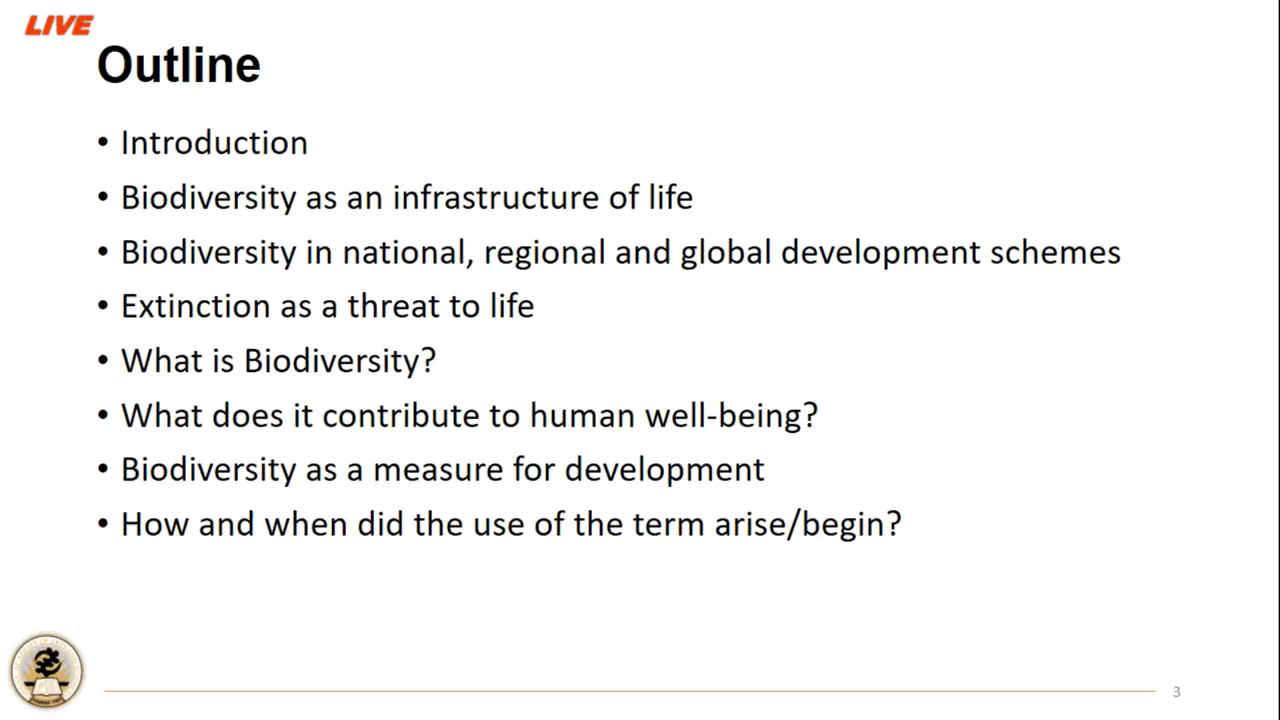 LIVE
Outline
• Introduction
• Biodiversity as an infrastructure of life
• Biodiversity in national, regional and global development schemes
• Extinction as a threat to life
• What is Biodiversity?
• What does it contribute to human well-being?
• Biodiversity as a measure for development
• How and when did the use of the term arise/begin?
3